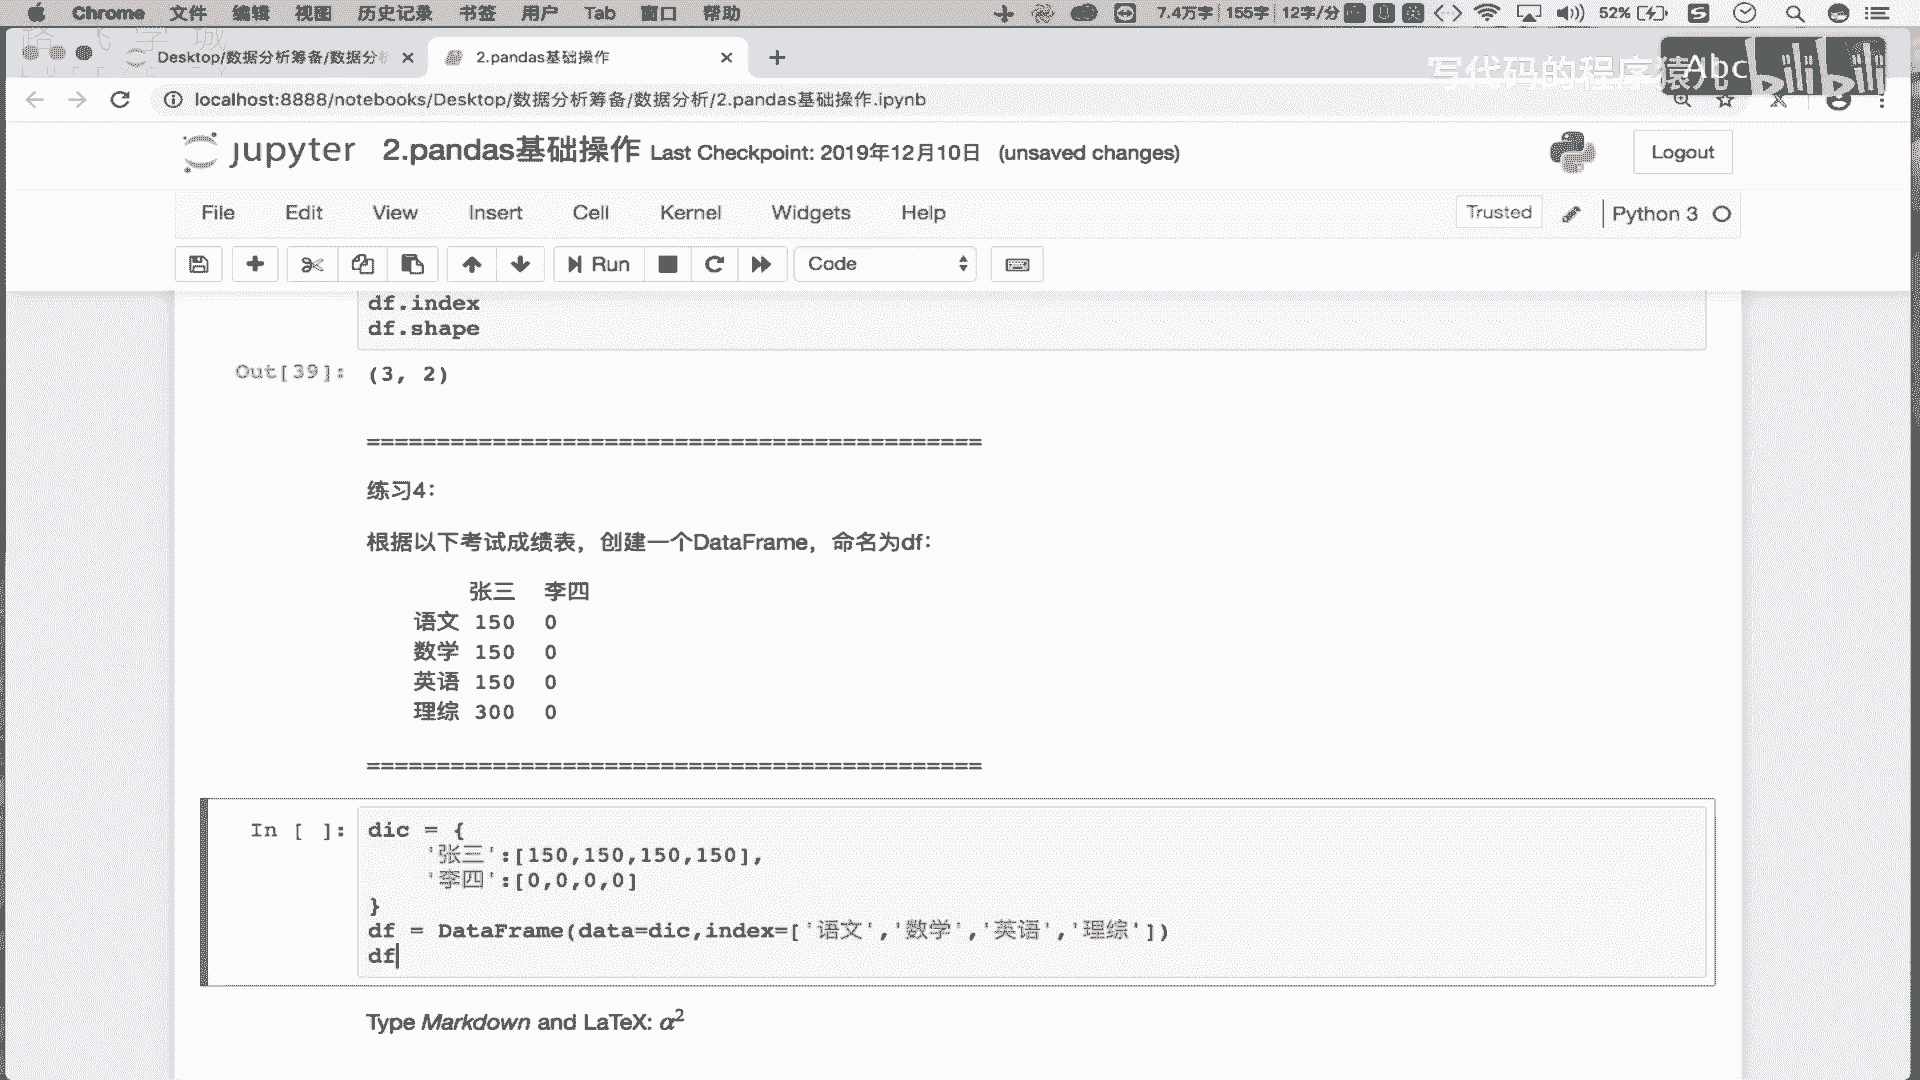 Chrome 文件 编辑 视图 历史记录 书签 用户 Tab 窗口 帮助 7.4万字 155字 12字/分 52%
Desktop/数据分析筹备/数据分析 2.pandas基础操作
写代码的程序猿儿 Abc bilibili
localhost:8888/notebooks/Desktop/数据分析筹备/数据分析/2.pandas基础操作.ipynb
jupyter 2.pandas基础操作 Last Checkpoint: 2019年12月10日 (unsaved changes) Logout
File Edit View Insert Cell Kernel Widgets Help Trusted Python 3
Run Code
df.index
df.shape
Out[39]: (3, 2)
============================================
练习4：
根据以下考试成绩表，创建一个DataFrame，命名为df：
张三 李四
语文 150 0
数学 150 0
英语 150 0
理综 300 0
============================================
In [ ]: dic = {
'张三':[150,150,150,150],
'李四':[0,0,0,0]
}
df = DataFrame(data=dic,index=['语文','数学','英语','理综'])
df
Type Markdown and LaTeX: α²